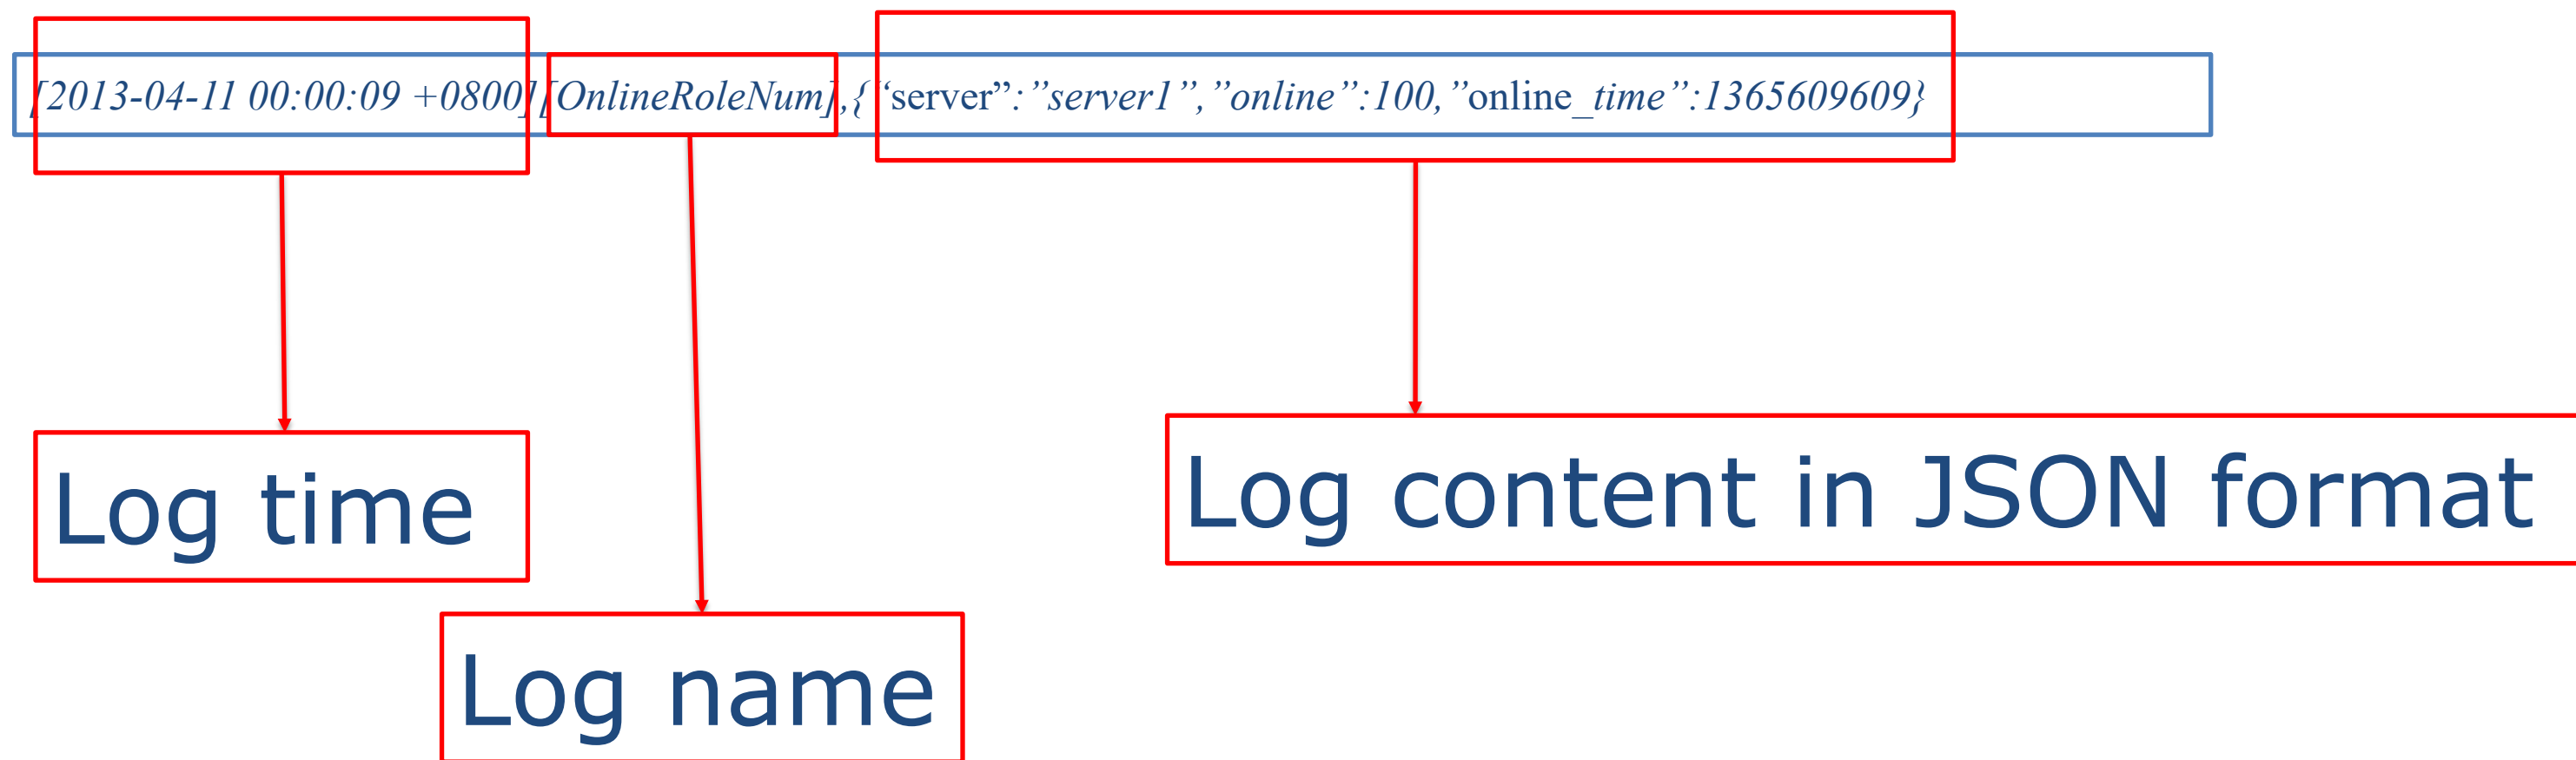 [2013-04-11 00:00:09 +0800][OnlineRoleNum],{“server”:”server1”,”online”:100,”online_time”:1365609609}
Log time
Log content in JSON format
Log name